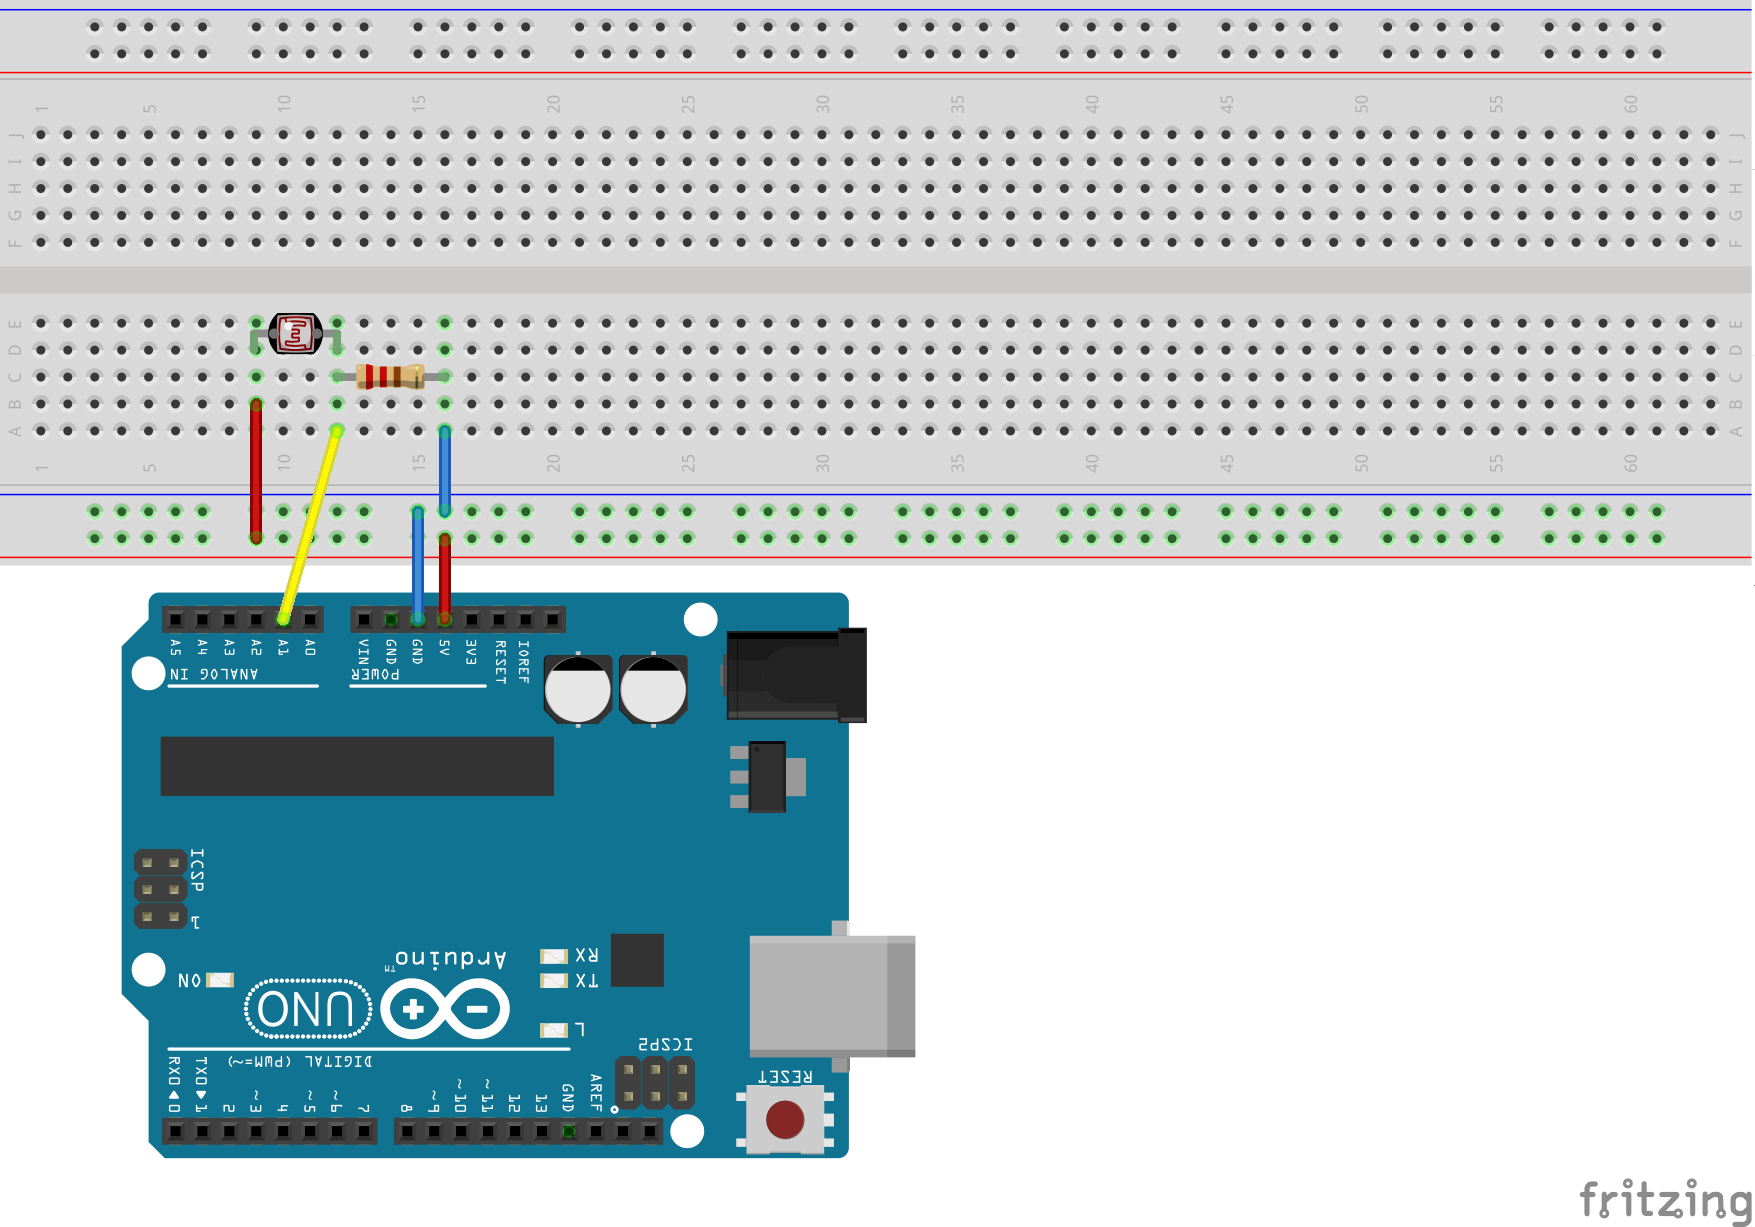 1 5 10 15 20 25 30 35 40 45 50 55 60
J J
I I
H H
G G
F F
E E
D D
C C
B B
A A
1 5 10 15 20 25 30 35 40 45 50 55 60
A5 A4 A3 A2 A1 A0 VIN GND GND 5V 3V3 RESET IOREF
ANALOG IN POWER
ICSP
1
Arduino™
RX
ON
TX
UNO
L
ICSP2
DIGITAL (PWM=~)
RESET
RX0◀0 TX0▶1 2 ~3 4 ~5 ~6 7 8 ~9 ~10 ~11 12 13 GND AREF
fritzing